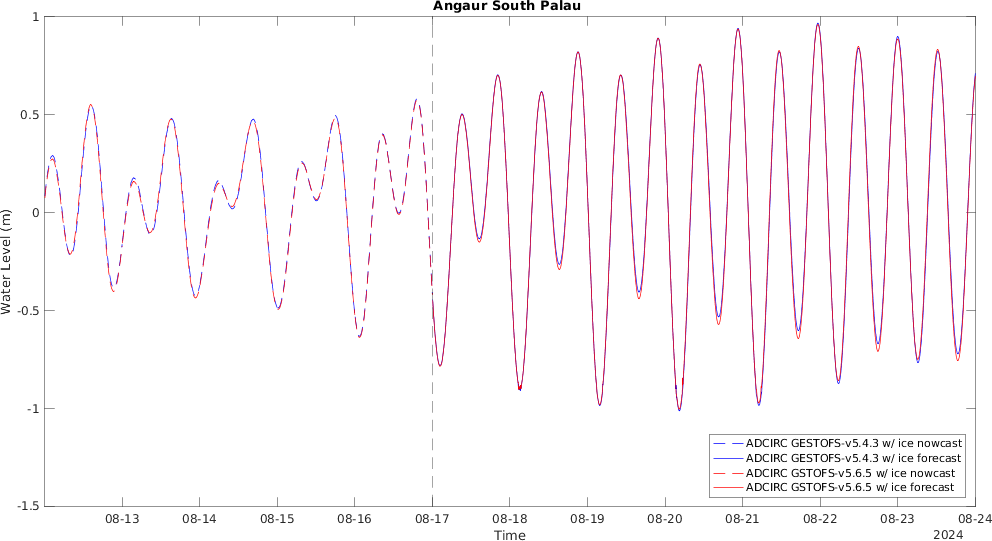 Angaur South Palau
1
0.5
0
-0.5
-1
-1.5
Water Level (m)
08-13 08-14 08-15 08-16 08-17 08-18 08-19 08-20 08-21 08-22 08-23 08-24
Time
2024
ADCIRC GESTOFS-v5.4.3 w/ ice nowcast
ADCIRC GESTOFS-v5.4.3 w/ ice forecast
ADCIRC GSTOFS-v5.6.5 w/ ice nowcast
ADCIRC GSTOFS-v5.6.5 w/ ice forecast